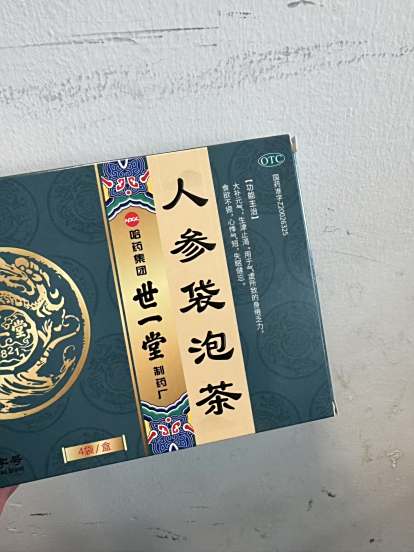 OTC
国药准字Z20026325
【功能主治】
大补元气，生津止渴。用于气虚所致的身倦乏力，
食欲不振，心悸气短，失眠健忘。
人参袋泡茶
哈药集团
世一堂
制药厂
堂
1821
4袋/盒